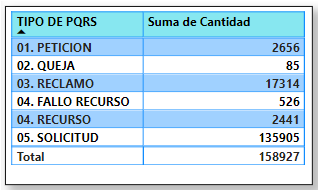 TIPO DE PQRS Suma de Cantidad
01. PETICION 2656
02. QUEJA 85
03. RECLAMO 17314
04. FALLO RECURSO 526
04. RECURSO 2441
05. SOLICITUD 135905
Total 158927